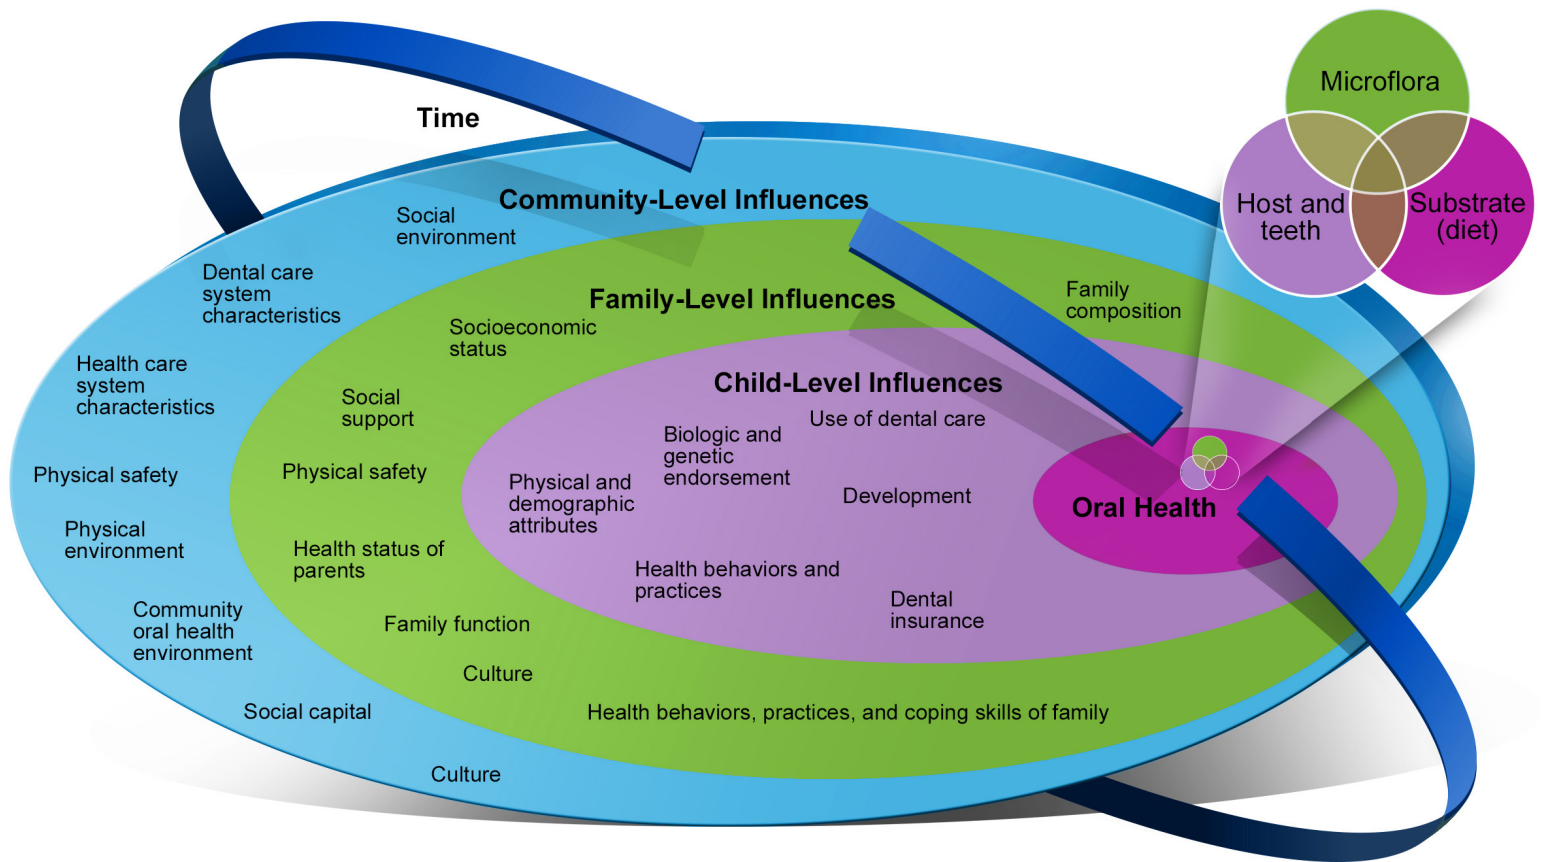 Microflora
Host and
teeth
Substrate
(diet)
Time
Community-Level Influences
Social
environment
Dental care
system
characteristics
Health care
system
characteristics
Physical safety
Physical
environment
Community
oral health
environment
Social capital
Culture
Family-Level Influences
Family
composition
Socioeconomic
status
Social
support
Physical safety
Health status of
parents
Family function
Culture
Health behaviors, practices, and coping skills of family
Child-Level Influences
Use of dental care
Biologic and
genetic
endorsement
Physical and
demographic
attributes
Development
Health behaviors and
practices
Dental
insurance
Oral Health